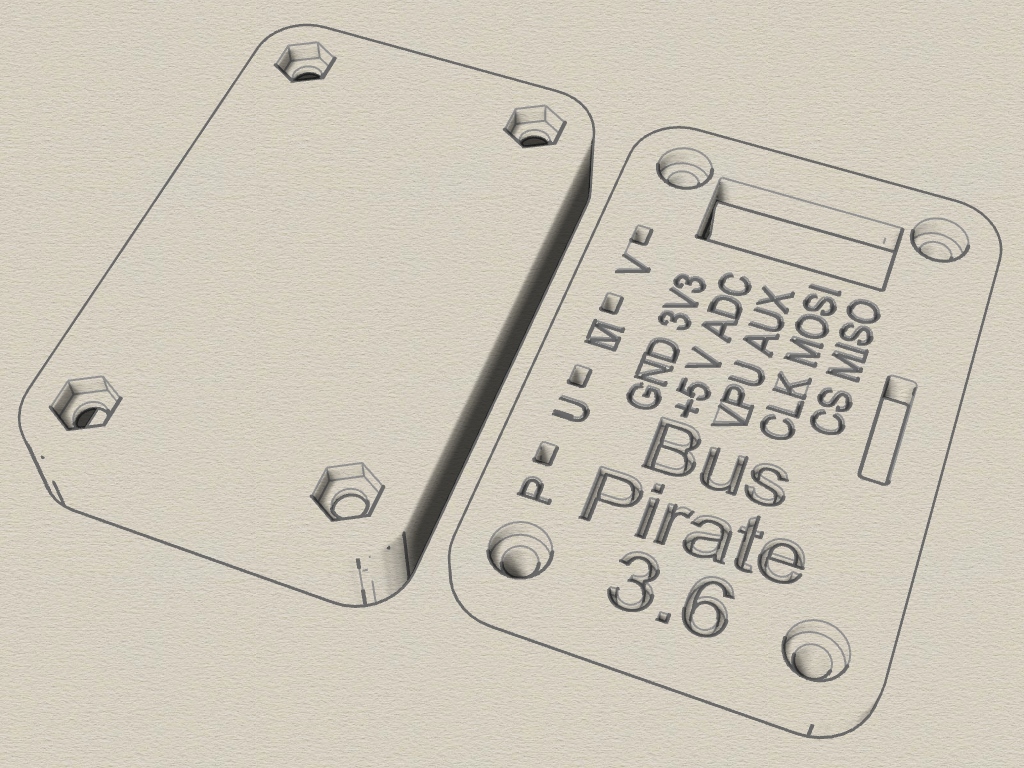 V
M
U
P
GND 3V3
+5 V ADC
VPU AUX
CLK MOSI
CS MISO
Bus
Pirate
3.6